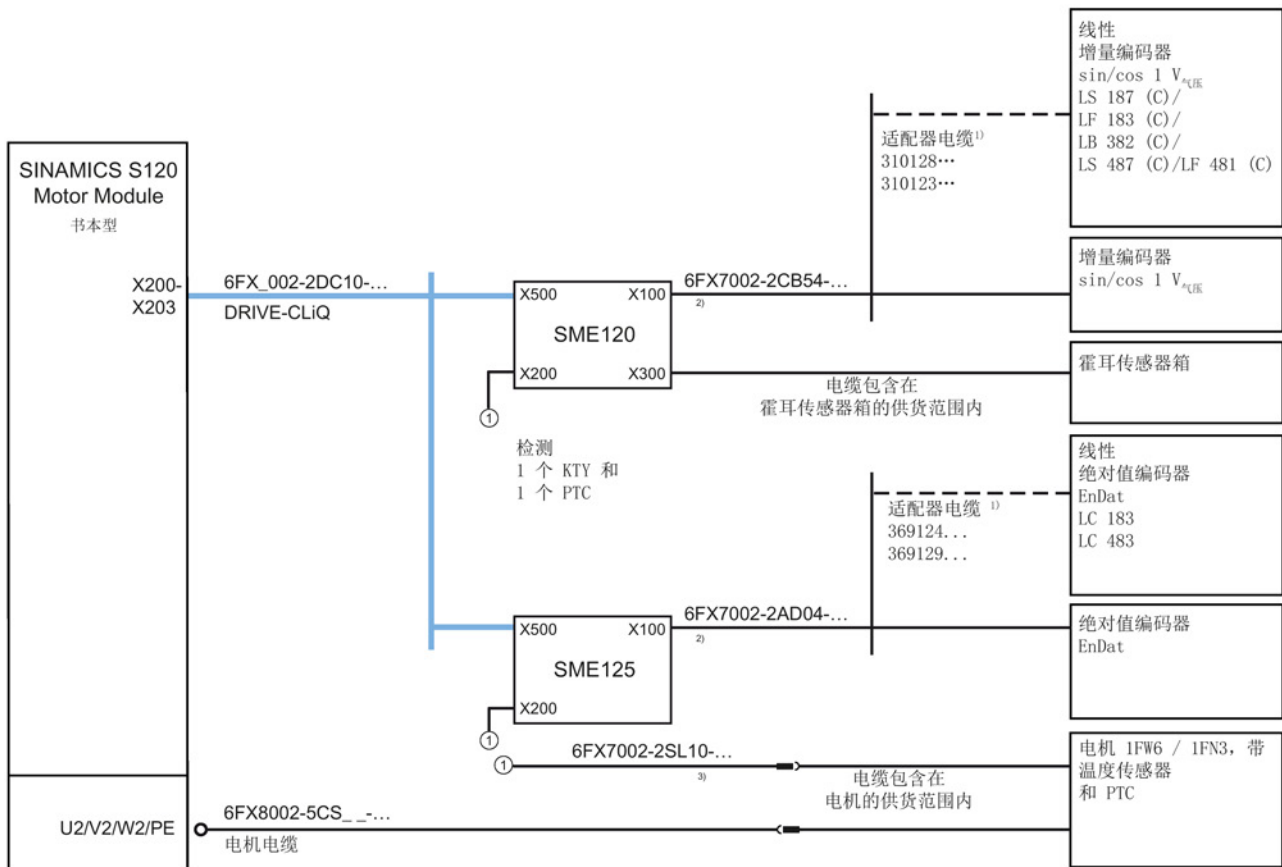 线性
增量编码器
sin/cos 1 V气压
LS 187 (C)/
LF 183 (C)/
LB 382 (C)/
LS 487 (C)/LF 481 (C)
适配器电缆1)
310128…
310123…
SINAMICS S120
Motor Module
书本型
X200-
X203
6FX_002-2DC10-...
DRIVE-CLiQ
X500
X100
SME120
X200
X300
6FX7002-2CB54-...
2)
增量编码器
sin/cos 1 V气压
电缆包含在
霍耳传感器箱的供货范围内
霍耳传感器箱
①
检测
1 个 KTY 和
1 个 PTC
线性
绝对值编码器
EnDat
LC 183
LC 483
适配器电缆 1)
369124...
369129...
X500
X100
SME125
X200
6FX7002-2AD04-...
2)
绝对值编码器
EnDat
①
①
6FX7002-2SL10-...
3)
电缆包含在
电机的供货范围内
电机 1FW6 / 1FN3，带
温度传感器
和 PTC
U2/V2/W2/PE
6FX8002-5CS_ _-...
电机电缆